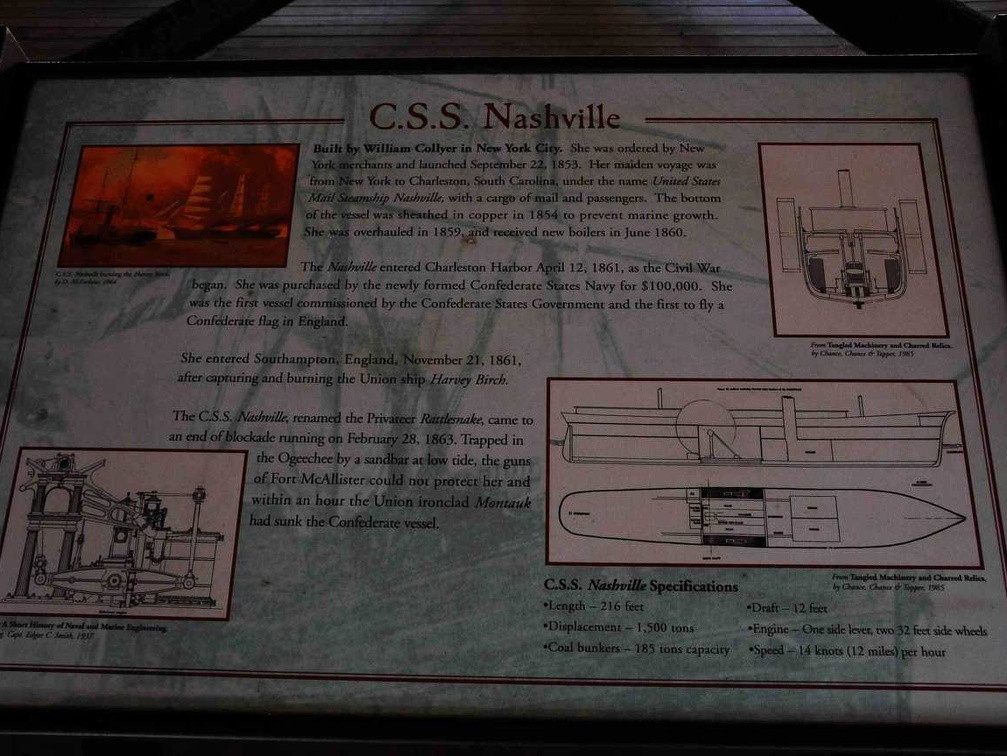 C.S.S. Nashville
Built by William Collyer in New York City. She was ordered by New
York merchants and launched September 22, 1853. Her maiden voyage was
from New York to Charleston, South Carolina, under the name United States
Mail Steamship Nashville, with a cargo of mail and passengers. The bottom
of the vessel was sheathed in copper in 1854 to prevent marine growth.
She was overhauled in 1859, and received new boilers in June 1860.
C.S.S. Nashville burning the Harvey Birch
The Nashville entered Charleston Harbor April 12, 1861, as the Civil War
began. She was purchased by the newly formed Confederate States Navy for $100,000. She
was the first vessel commissioned by the Confederate States Government and the first to fly a
Confederate flag in England.
From Tangled Machinery and Charred Relics.
by Chance, Chance & Topper, 1985
She entered Southampton, England, November 21, 1861,
after capturing and burning the Union ship Harvey Birch.
The C.S.S. Nashville, renamed the Privateer Rattlesnake, came to
an end of blockade running on February 28, 1863. Trapped in
the Ogeechee by a sandbar at low tide, the guns
of Fort McAllister could not protect her and
within an hour the Union ironclad Montauk
had sunk the Confederate vessel.
A Short History of Naval and Marine Engineering,
Capt. Edgar C. Smith, 1937
From Tangled Machinery and Charred Relics.
by Chance, Chance & Topper, 1985
C.S.S. Nashville Specifications
•Length – 216 feet
•Displacement – 1,500 tons
•Coal bunkers – 185 tons capacity
•Draft – 12 feet
•Engine – One side lever, two 32 feet side wheels
•Speed – 14 knots (12 miles) per hour